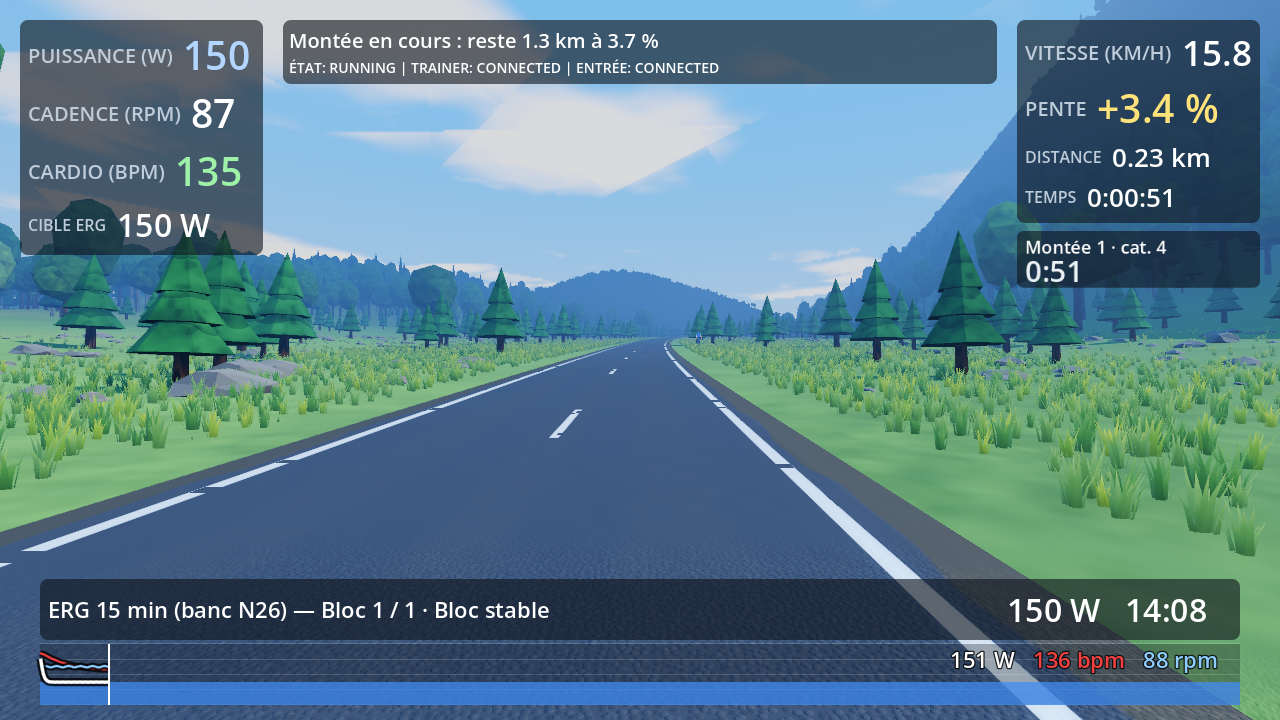 PUISSANCE (W) 150
CADENCE (RPM) 87
CARDIO (BPM) 135
CIBLE ERG 150 W
Montée en cours : reste 1.3 km à 3.7 %
ÉTAT: RUNNING | TRAINER: CONNECTED | ENTRÉE: CONNECTED
VITESSE (KM/H) 15.8
PENTE +3.4 %
DISTANCE 0.23 km
TEMPS 0:00:51
Montée 1 · cat. 4
0:51
ERG 15 min (banc N26) — Bloc 1 / 1 · Bloc stable 150 W 14:08
151 W 136 bpm 88 rpm